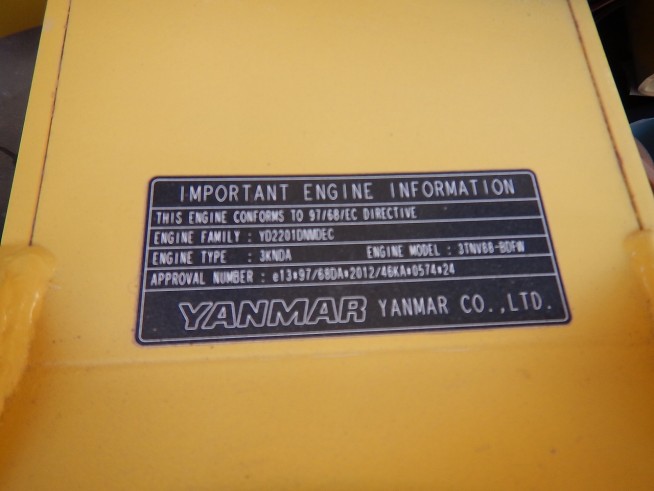 IMPORTANT ENGINE INFORMATION
THIS ENGINE CONFORMS TO 97/68/EC DIRECTIVE
ENGINE FAMILY : YD2201DNMDEC
ENGINE TYPE : 3KNDA ENGINE MODEL : 3TNV88-BDFW
APPROVAL NUMBER : e13*97/68DA*2012/46KA*0574*24
YANMAR YANMAR CO.,LTD.